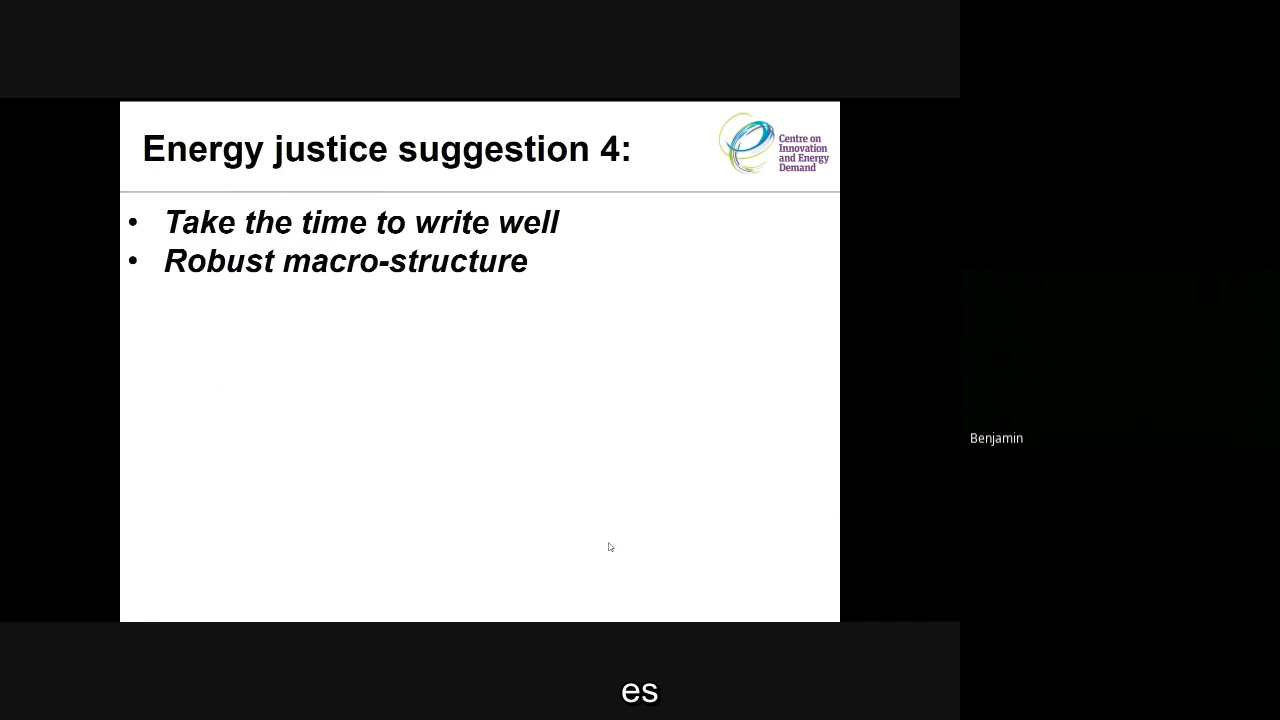 Energy justice suggestion 4:
Centre on
Innovation
and Energy
Demand
• Take the time to write well
• Robust macro-structure
Benjamin
es